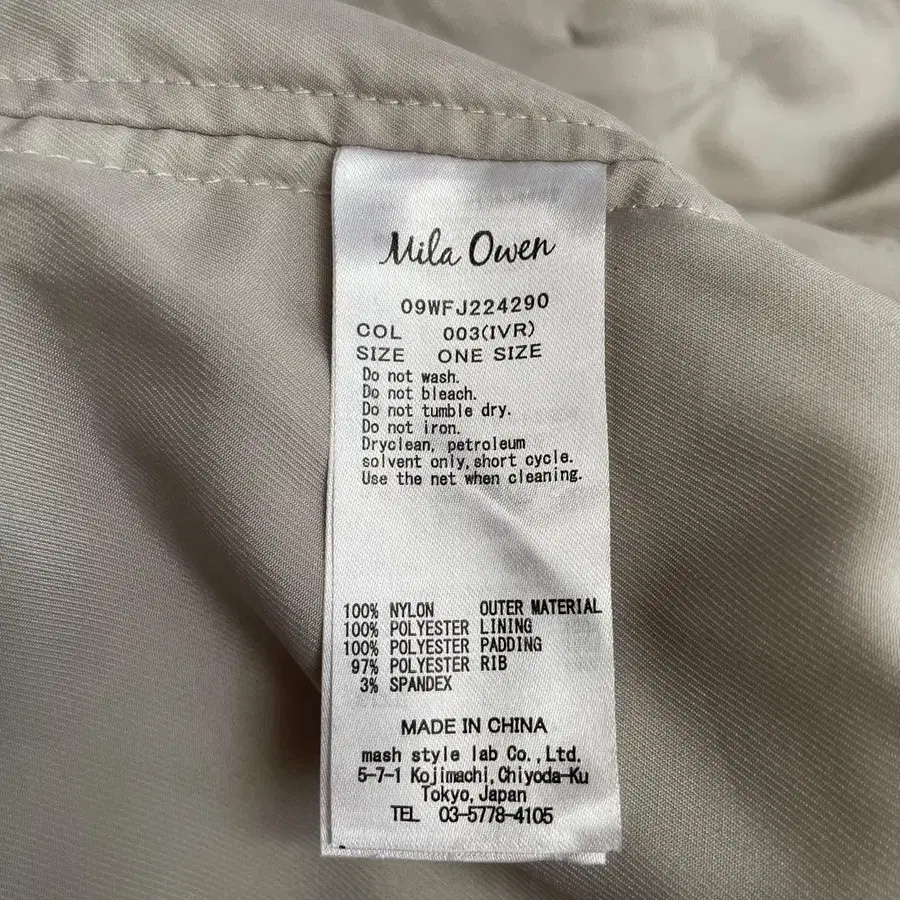 Mila Owen
09WFJ224290
COL 003(IVR)
SIZE ONE SIZE
Do not wash.
Do not bleach.
Do not tumble dry.
Do not iron.
Dryclean, petroleum
solvent only, short cycle.
Use the net when cleaning.
100% NYLON OUTER MATERIAL
100% POLYESTER LINING
100% POLYESTER PADDING
97% POLYESTER RIB
3% SPANDEX
MADE IN CHINA
mash style lab Co.,Ltd.
5-7-1 Kojimachi,Chiyoda-Ku
Tokyo,Japan
TEL 03-5778-4105